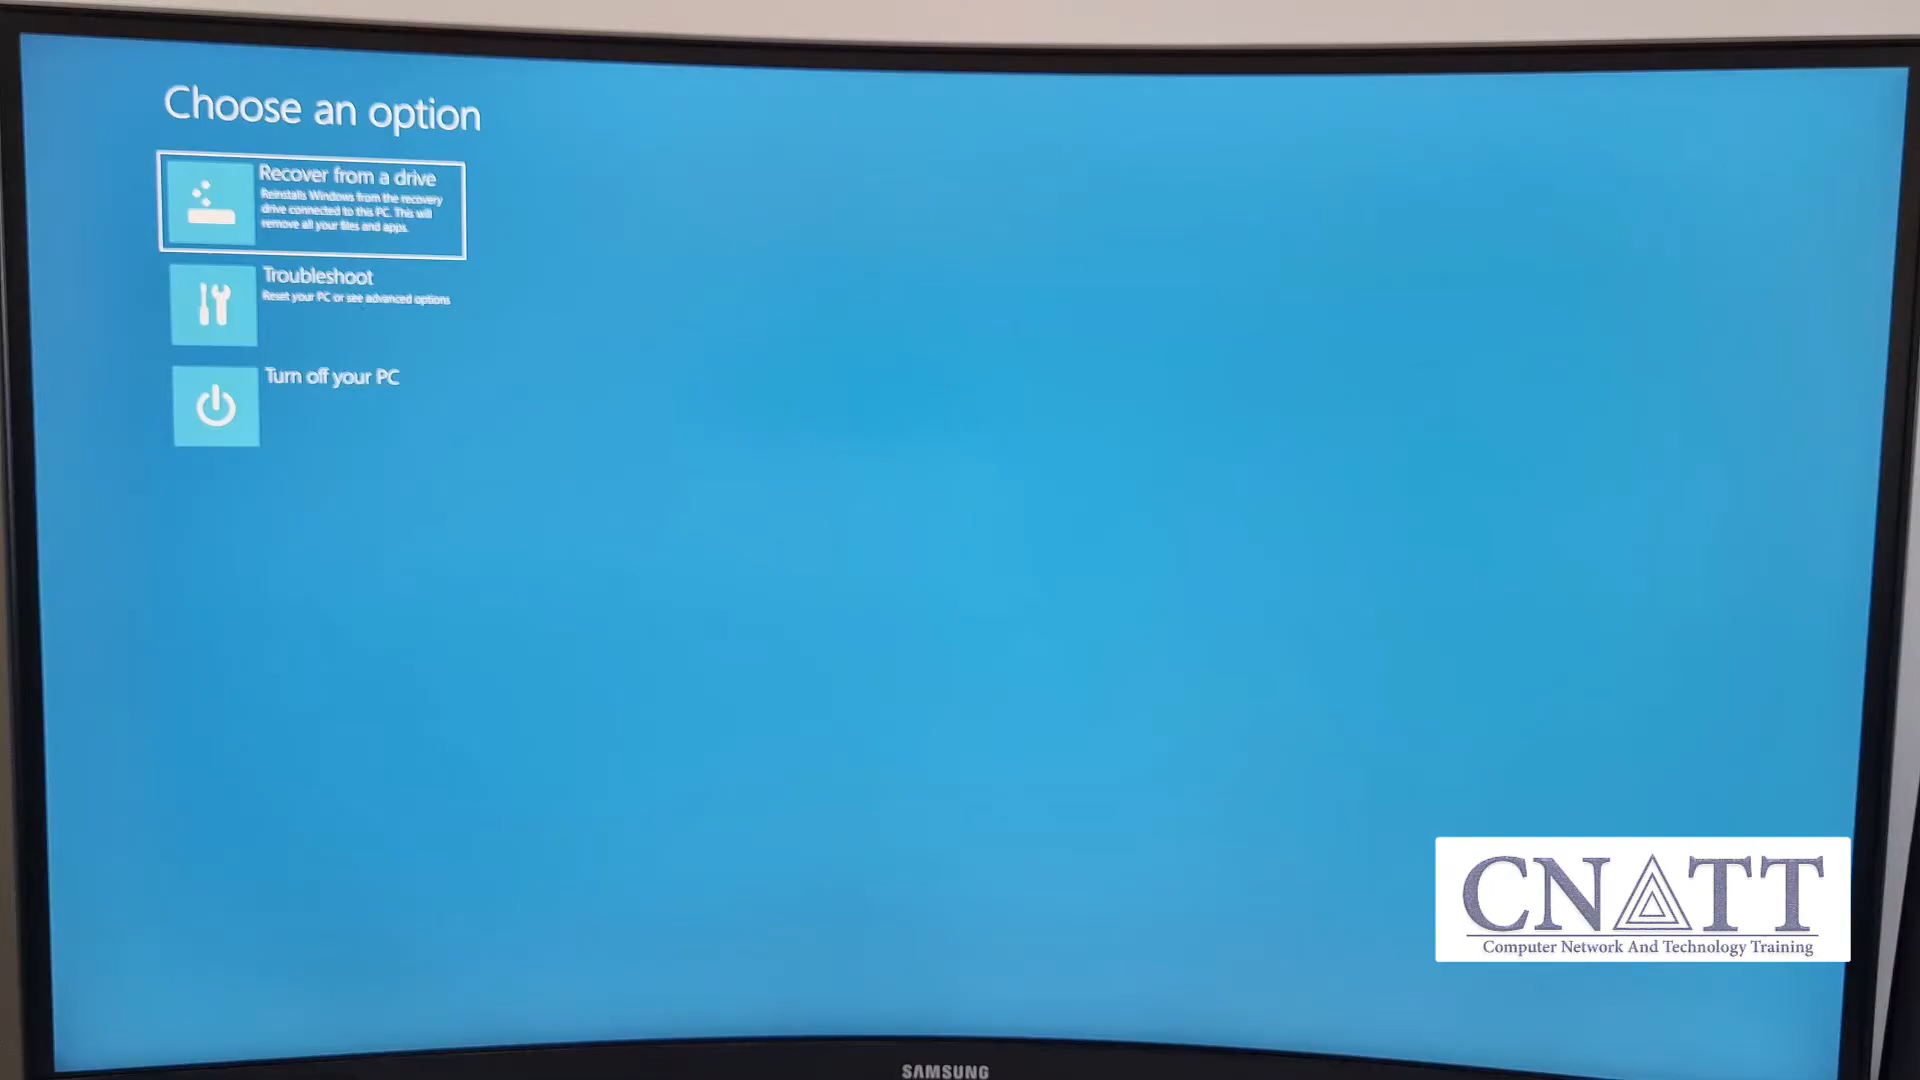 Choose an option
Recover from a drive
Reinstalls Windows from the recovery
drive connected to this PC. This will
remove all your files and apps.
Troubleshoot
Reset your PC or see advanced options
Turn off your PC
CNATT
Computer Network And Technology Training
SAMSUNG